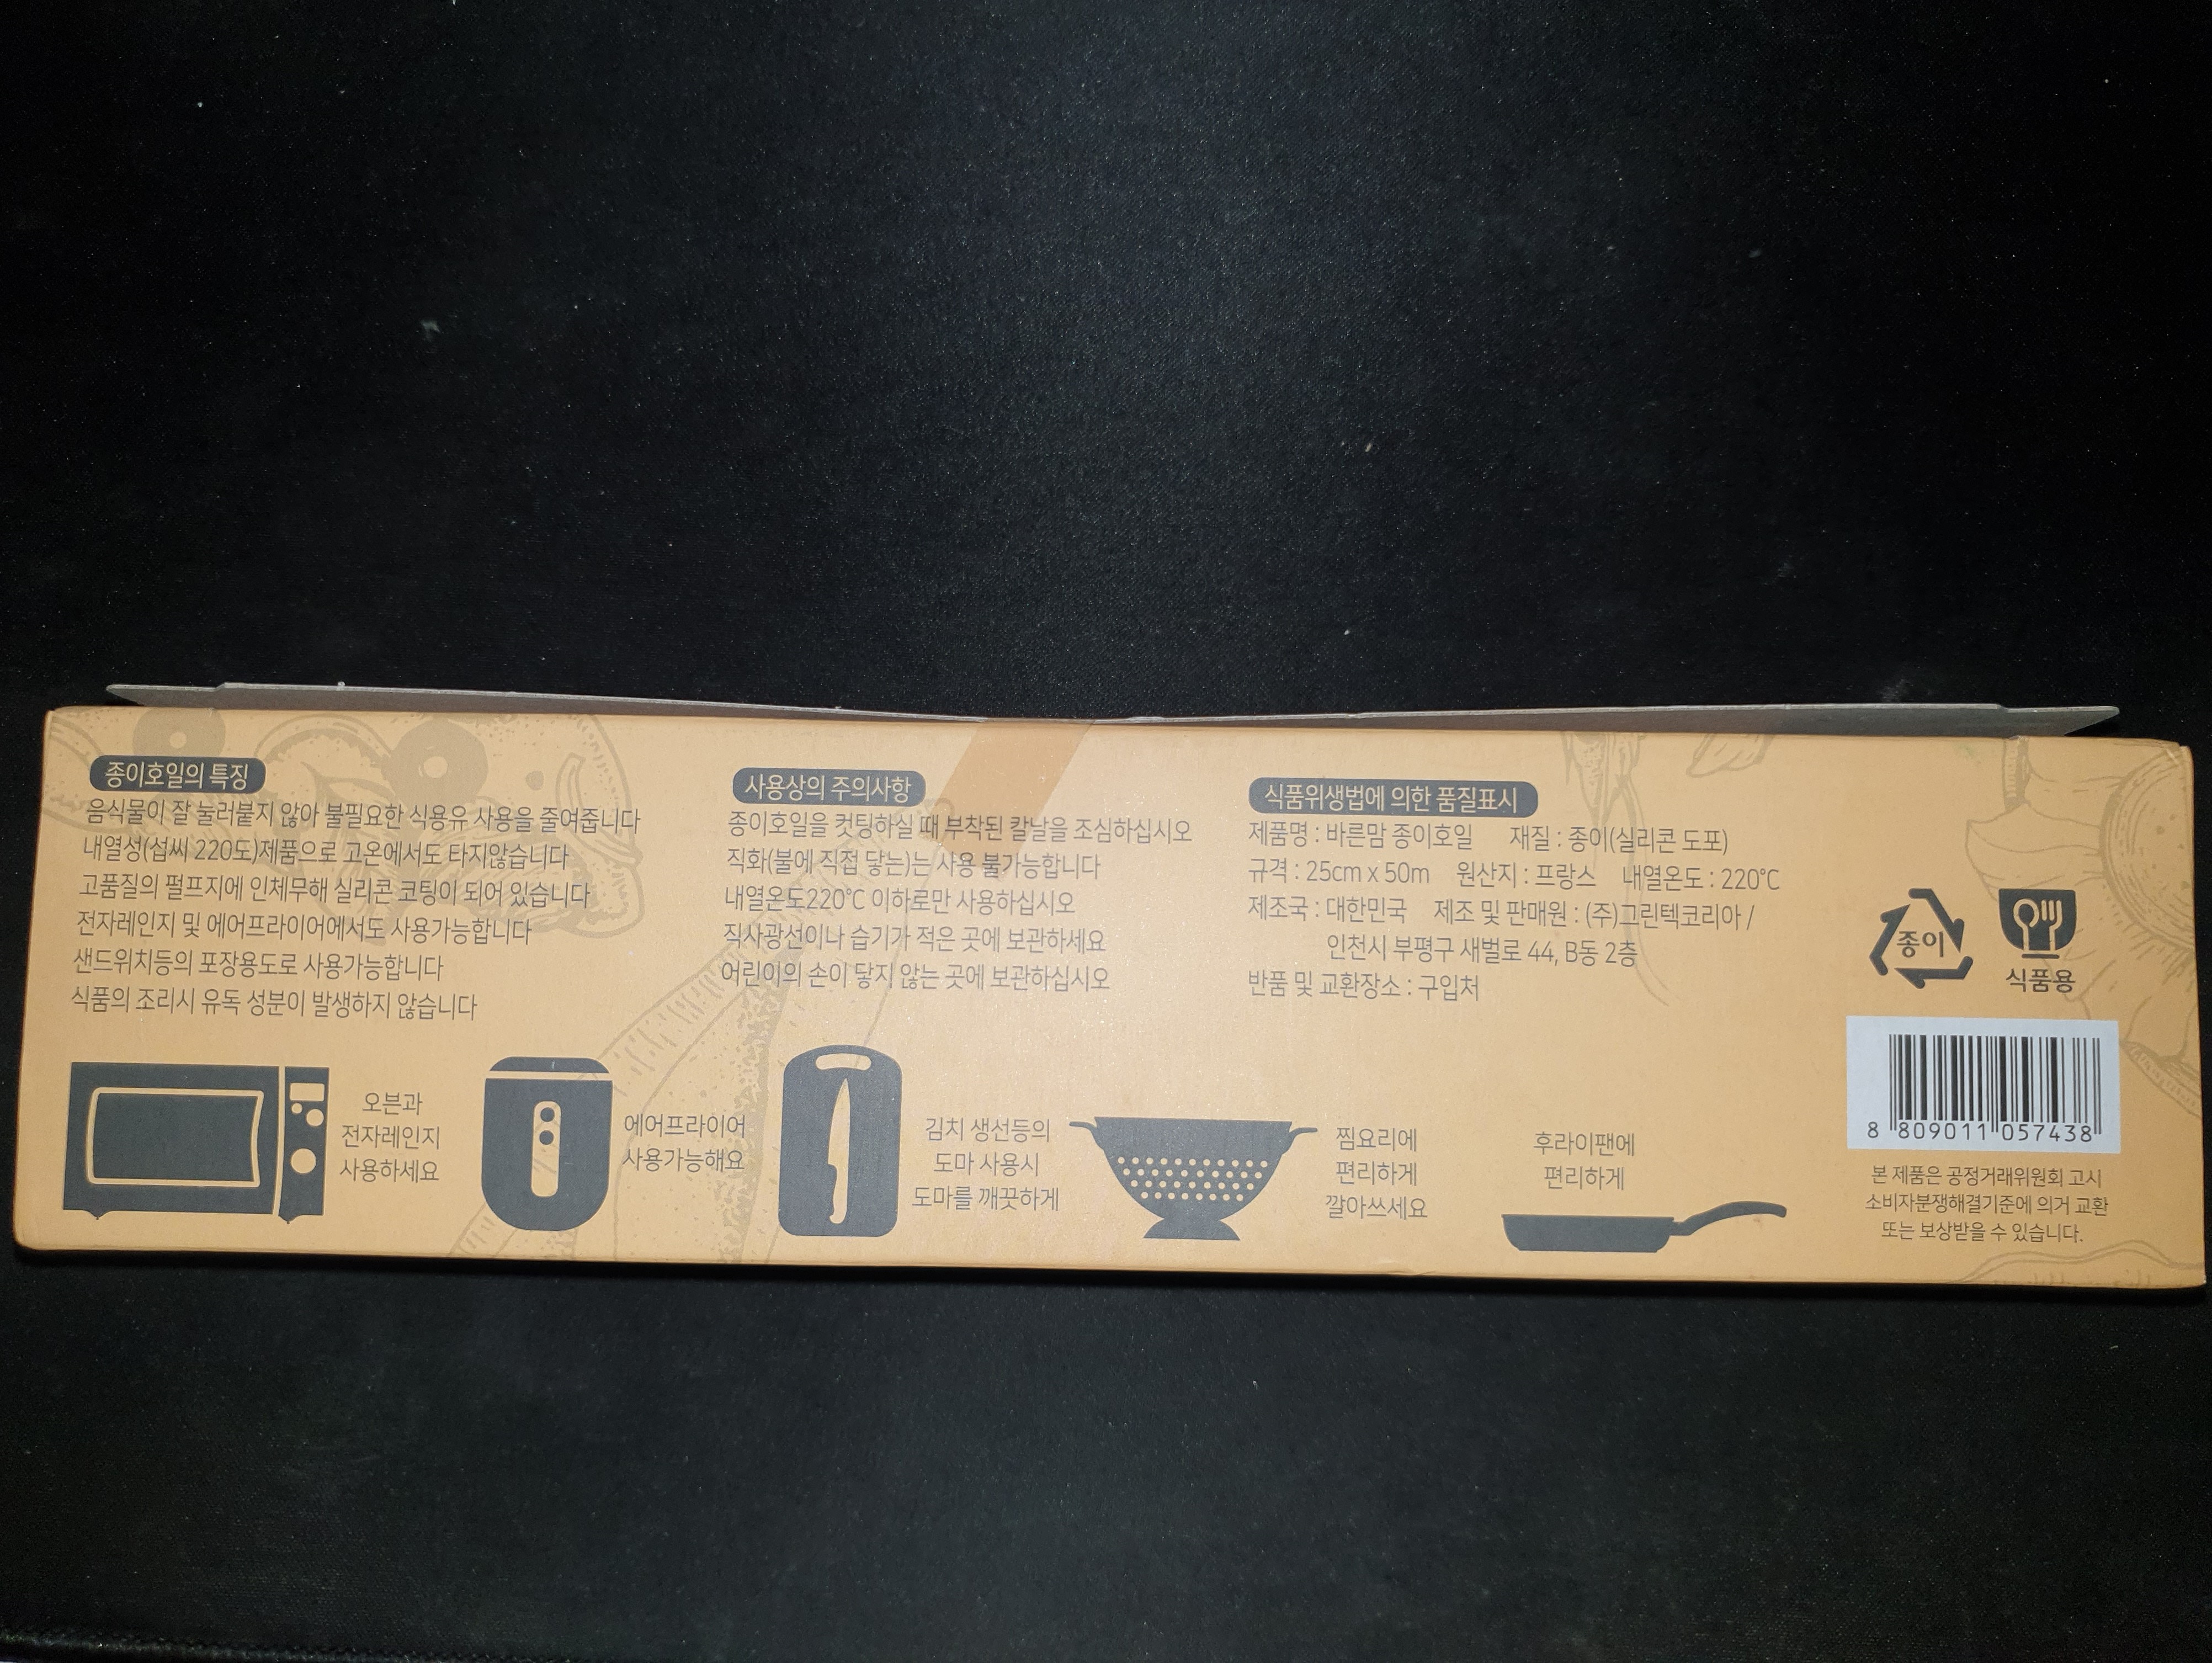 종이호일의 특징
음식물이 잘 눌러붙지 않아 불필요한 식용유 사용을 줄여줍니다
내열성(섭씨 220도)제품으로 고온에서도 타지않습니다
고품질의 펄프지에 인체무해 실리콘 코팅이 되어 있습니다
전자레인지 및 에어프라이어에서도 사용가능합니다
샌드위치등의 포장용도로 사용가능합니다
식품의 조리시 유독 성분이 발생하지 않습니다
사용상의 주의사항
종이호일을 컷팅하실 때 부착된 칼날을 조심하십시오
직화(불에 직접 닿는)는 사용 불가능합니다
내열온도220°C 이하로만 사용하십시오
직사광선이나 습기가 적은 곳에 보관하세요
어린이의 손이 닿지 않는 곳에 보관하십시오
식품위생법에 의한 품질표시
제품명 : 바른맘 종이호일 재질 : 종이(실리콘 도포)
규격 : 25cm x 50m 원산지 : 프랑스 내열온도 : 220°C
제조국 : 대한민국 제조 및 판매원 : (주)그린텍코리아 /
인천시 부평구 새벌로 44, B동 2층
반품 및 교환장소 : 구입처
종이
식품용
오븐과
전자레인지
사용하세요
에어프라이어
사용가능해요
김치 생선등의
도마 사용시
도마를 깨끗하게
찜요리에
편리하게
깔아쓰세요
후라이팬에
편리하게
8 809011 057438
본 제품은 공정거래위원회 고시
소비자분쟁해결기준에 의거 교환
또는 보상받을 수 있습니다.